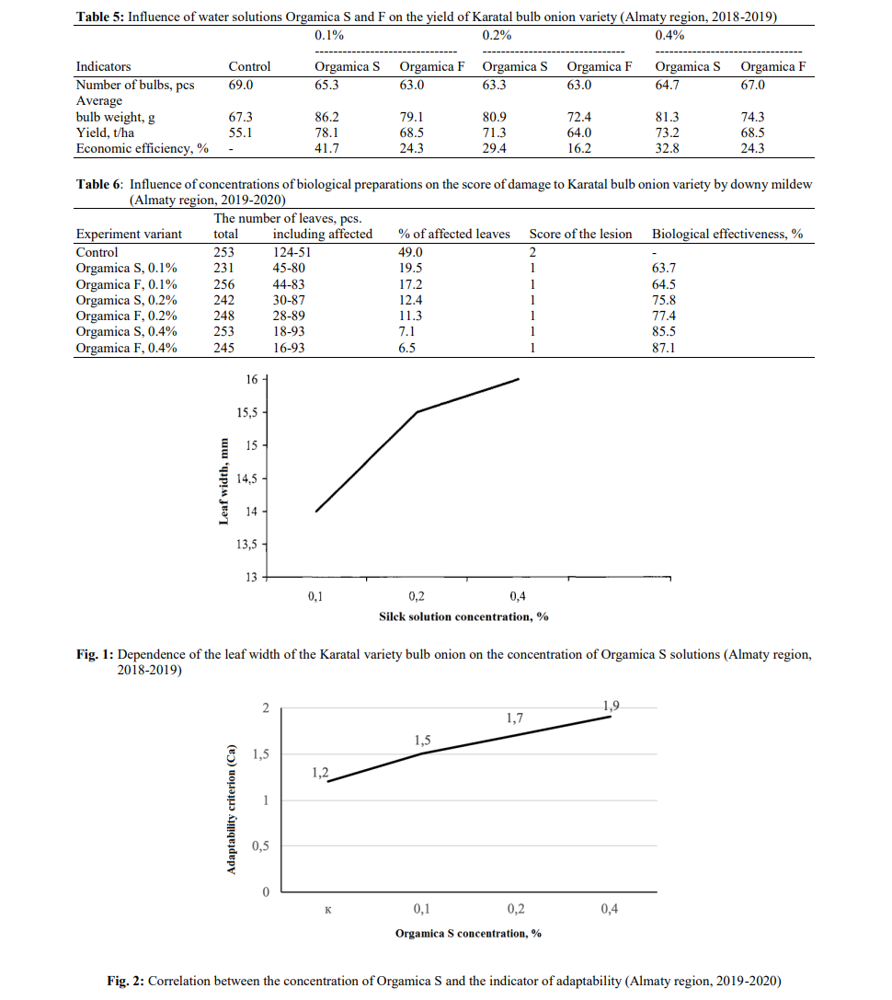 Table 5: Influence of water solutions Orgamica S and F on the yield of Karatal bulb onion variety (Almaty region, 2018-2019)
0.1% 0.2% 0.4%
------------------------------- ------------------------------- --------------------------------
Indicators Control Orgamica S Orgamica F Orgamica S Orgamica F Orgamica S Orgamica F
Number of bulbs, pcs 69.0 65.3 63.0 63.3 63.0 64.7 67.0
Average
bulb weight, g 67.3 86.2 79.1 80.9 72.4 81.3 74.3
Yield, t/ha 55.1 78.1 68.5 71.3 64.0 73.2 68.5
Economic efficiency, % - 41.7 24.3 29.4 16.2 32.8 24.3
Table 6: Influence of concentrations of biological preparations on the score of damage to Karatal bulb onion variety by downy mildew
(Almaty region, 2019-2020)
The number of leaves, pcs.
Experiment variant total including affected % of affected leaves Score of the lesion Biological effectiveness, %
Control 253 124-51 49.0 2 -
Orgamica S, 0.1% 231 45-80 19.5 1 63.7
Orgamica F, 0.1% 256 44-83 17.2 1 64.5
Orgamica S, 0.2% 242 30-87 12.4 1 75.8
Orgamica F, 0.2% 248 28-89 11.3 1 77.4
Orgamica S, 0.4% 253 18-93 7.1 1 85.5
Orgamica F, 0.4% 245 16-93 6.5 1 87.1
16
15,5
15
14,5
14
13,5
13
Leaf width, mm
0,1 0,2 0,4
Silck solution concentration, %
Fig. 1: Dependence of the leaf width of the Karatal variety bulb onion on the concentration of Orgamica S solutions (Almaty region,
2018-2019)
2
1,5
1
0,5
0
Adaptability criterion (Ca)
1,2
1,5
1,7
1,9
К 0,1 0,2 0,4
Orgamica S concentration, %
Fig. 2: Correlation between the concentration of Orgamica S and the indicator of adaptability (Almaty region, 2019-2020)